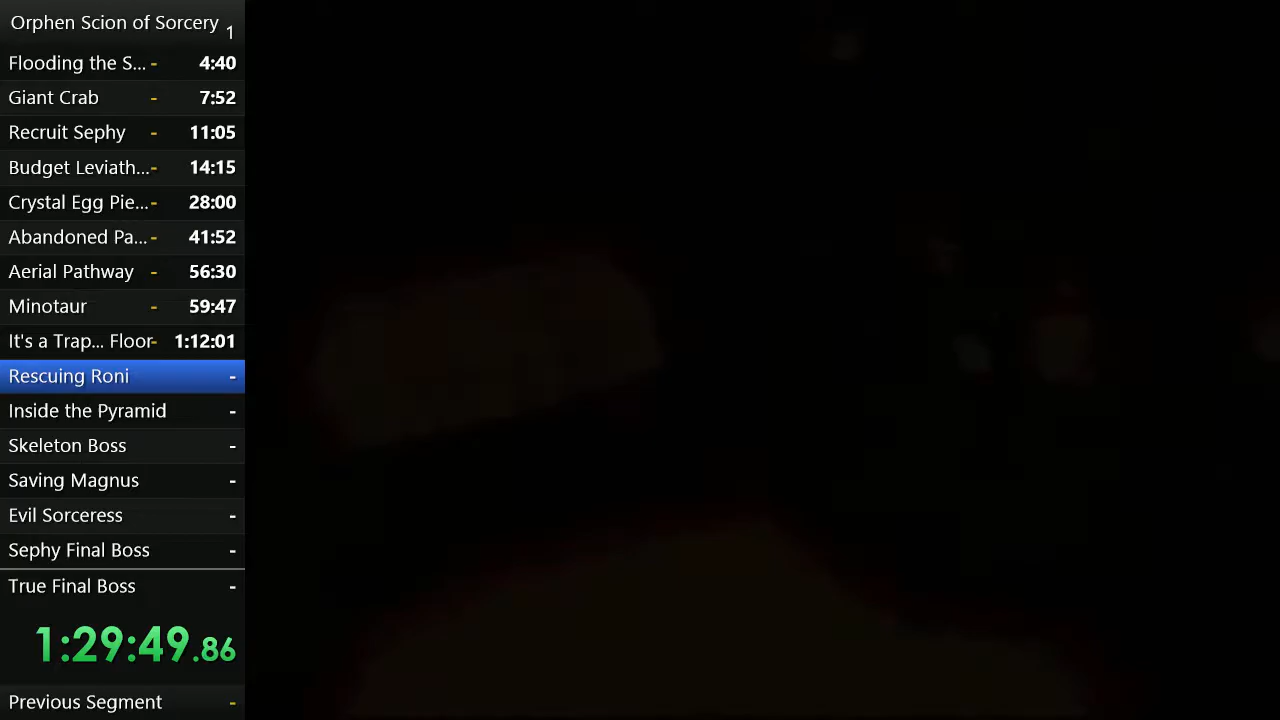 Orphen Scion of Sorcery 1
Flooding the S... - 4:40
Giant Crab - 7:52
Recruit Sephy - 11:05
Budget Leviath... - 14:15
Crystal Egg Pie... - 28:00
Abandoned Pa... - 41:52
Aerial Pathway - 56:30
Minotaur - 59:47
It's a Trap... Floor - 1:12:01
Rescuing Roni -
Inside the Pyramid -
Skeleton Boss -
Saving Magnus -
Evil Sorceress -
Sephy Final Boss -
True Final Boss -
1:29:49.86
Previous Segment -